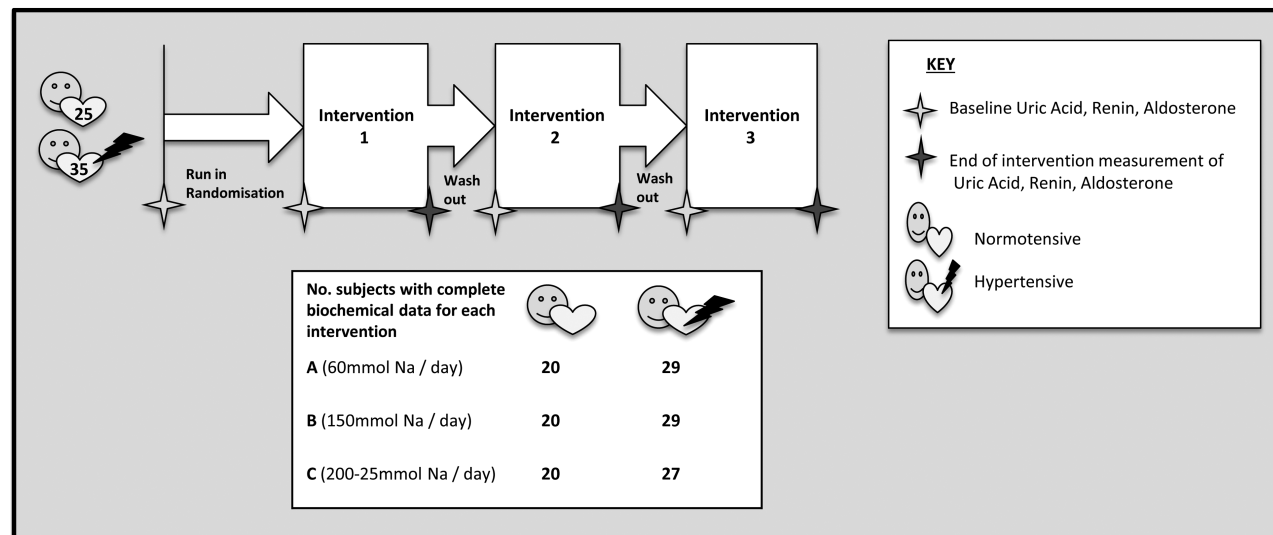 25
35
Run in
Randomisation
Intervention
1
Wash
out
Intervention
2
Wash
out
Intervention
3
KEY
Baseline Uric Acid, Renin, Aldosterone
End of intervention measurement of
Uric Acid, Renin, Aldosterone
Normotensive
Hypertensive
No. subjects with complete
biochemical data for each
intervention
A (60mmol Na / day) 20 29
B (150mmol Na / day) 20 29
C (200-25mmol Na / day) 20 27